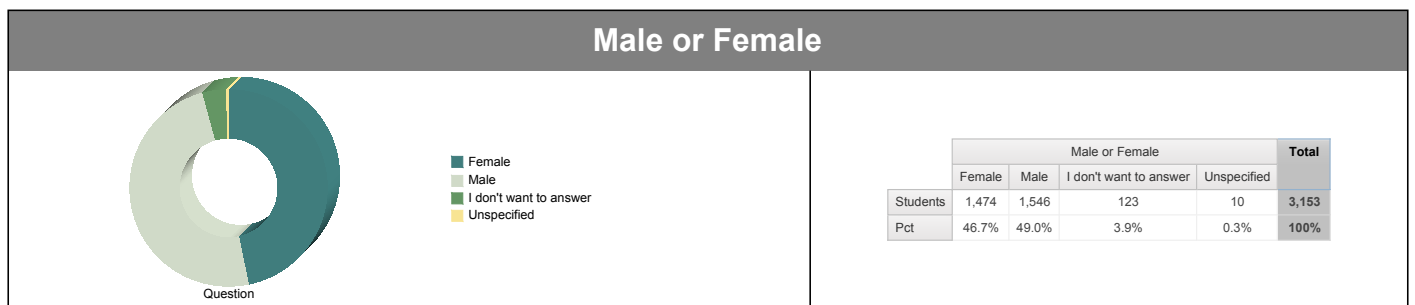 Male or Female
Female
Male
I don't want to answer
Unspecified
Question
Male or Female Total
Female Male I don't want to answer Unspecified
Students 1,474 1,546 123 10 3,153
Pct 46.7% 49.0% 3.9% 0.3% 100%